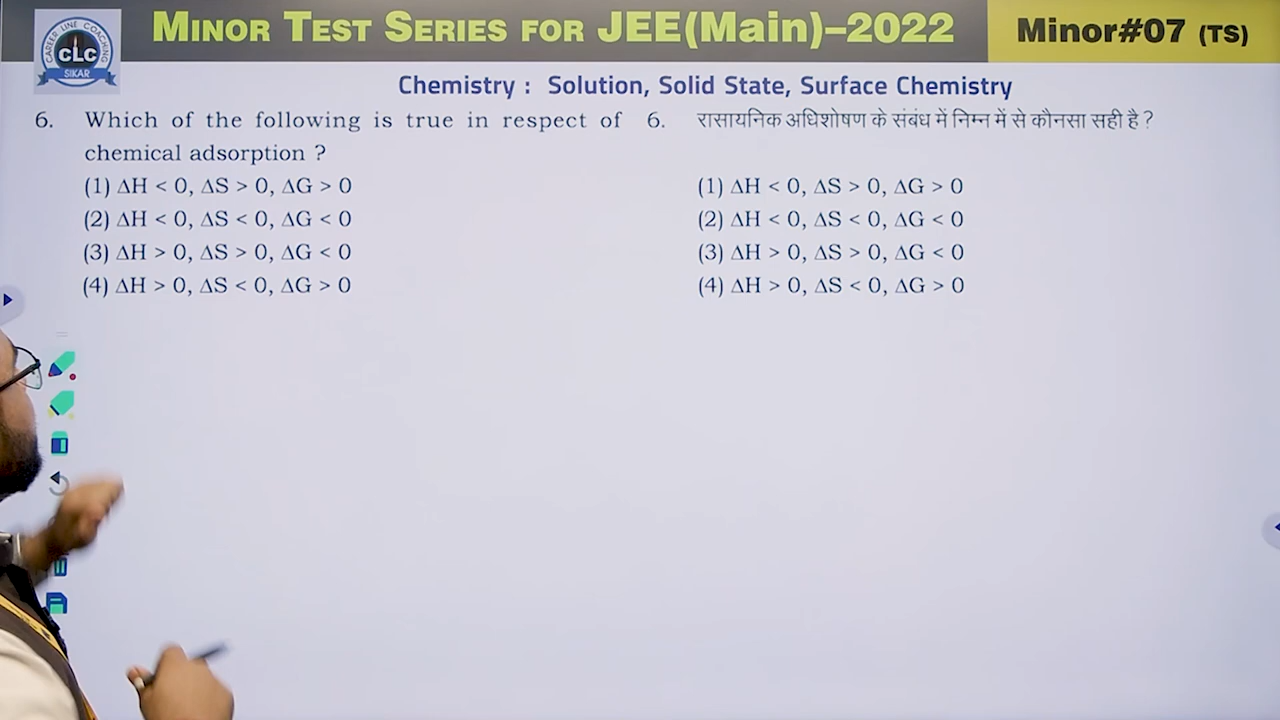 MINOR TEST SERIES FOR JEE(MAIN)–2022
Minor#07 (TS)
CAREER LINE COACHING
CLC
SIKAR
Chemistry : Solution, Solid State, Surface Chemistry
6. Which of the following is true in respect of
chemical adsorption ?
(1) ΔH < 0, ΔS > 0, ΔG > 0
(2) ΔH < 0, ΔS < 0, ΔG < 0
(3) ΔH > 0, ΔS > 0, ΔG < 0
(4) ΔH > 0, ΔS < 0, ΔG > 0
6. रासायनिक अधिशोषण के संबंध में निम्न में से कौनसा सही है ?
(1) ΔH < 0, ΔS > 0, ΔG > 0
(2) ΔH < 0, ΔS < 0, ΔG < 0
(3) ΔH > 0, ΔS > 0, ΔG < 0
(4) ΔH > 0, ΔS < 0, ΔG > 0